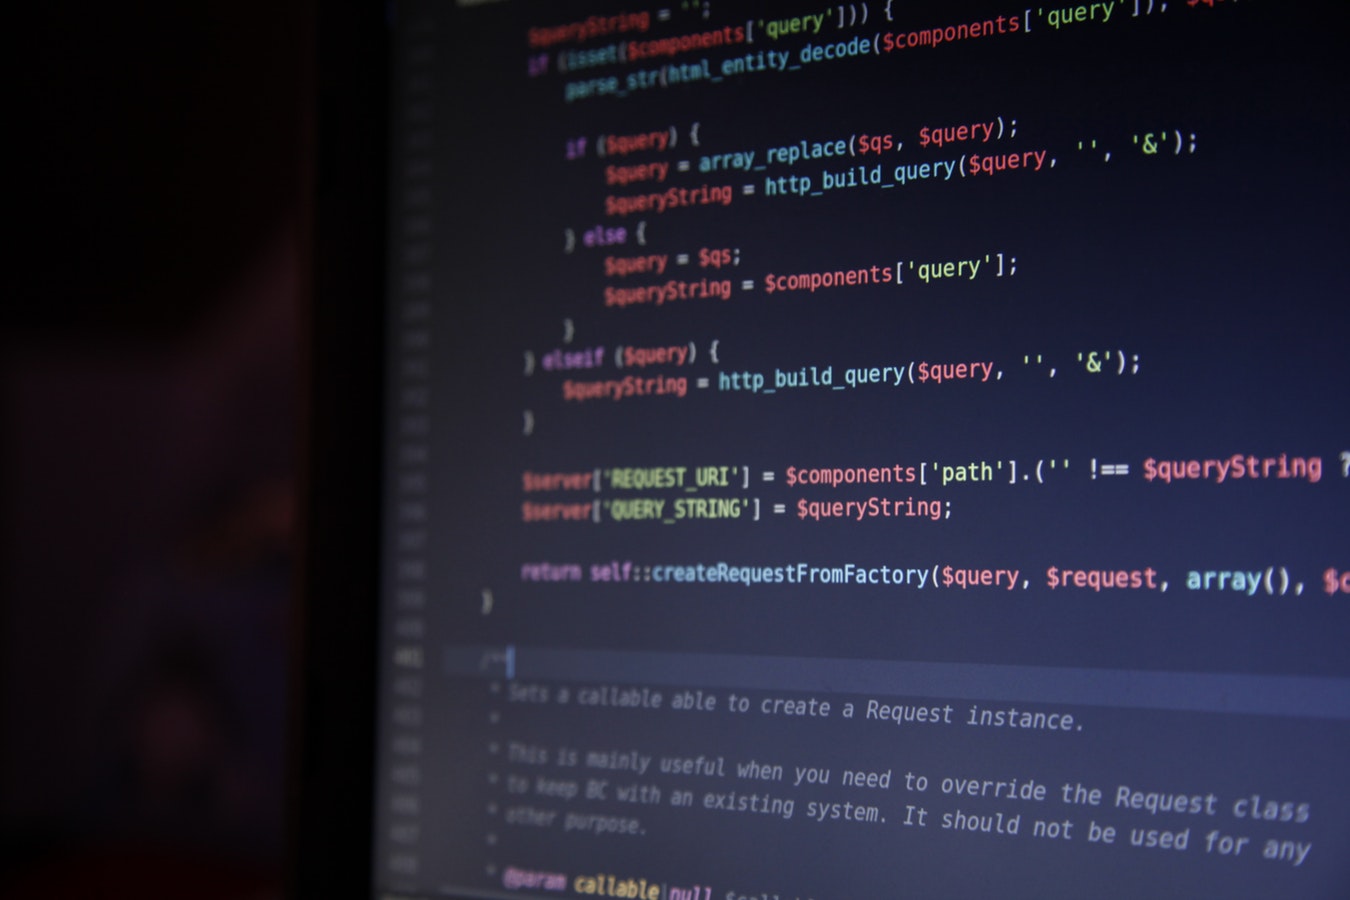 $queryString = '';
if (isset($components['query'])) {
parse_str(html_entity_decode($components['query']),
if ($query) {
$query = array_replace($qs, $query);
$queryString = http_build_query($query, '', '&');
} else {
$query = $qs;
$queryString = $components['query'];
}
} elseif ($query) {
$queryString = http_build_query($query, '', '&');
}
$server['REQUEST_URI'] = $components['path'].('' !== $queryString ?
$server['QUERY_STRING'] = $queryString;
return self::createRequestFromFactory($query, $request, array(), $c
}
401 /**
* Sets a callable able to create a Request instance.
*
* This is mainly useful when you need to override the Request class
* to keep BC with an existing system. It should not be used for any
* other purpose.
*
* @param callable|null